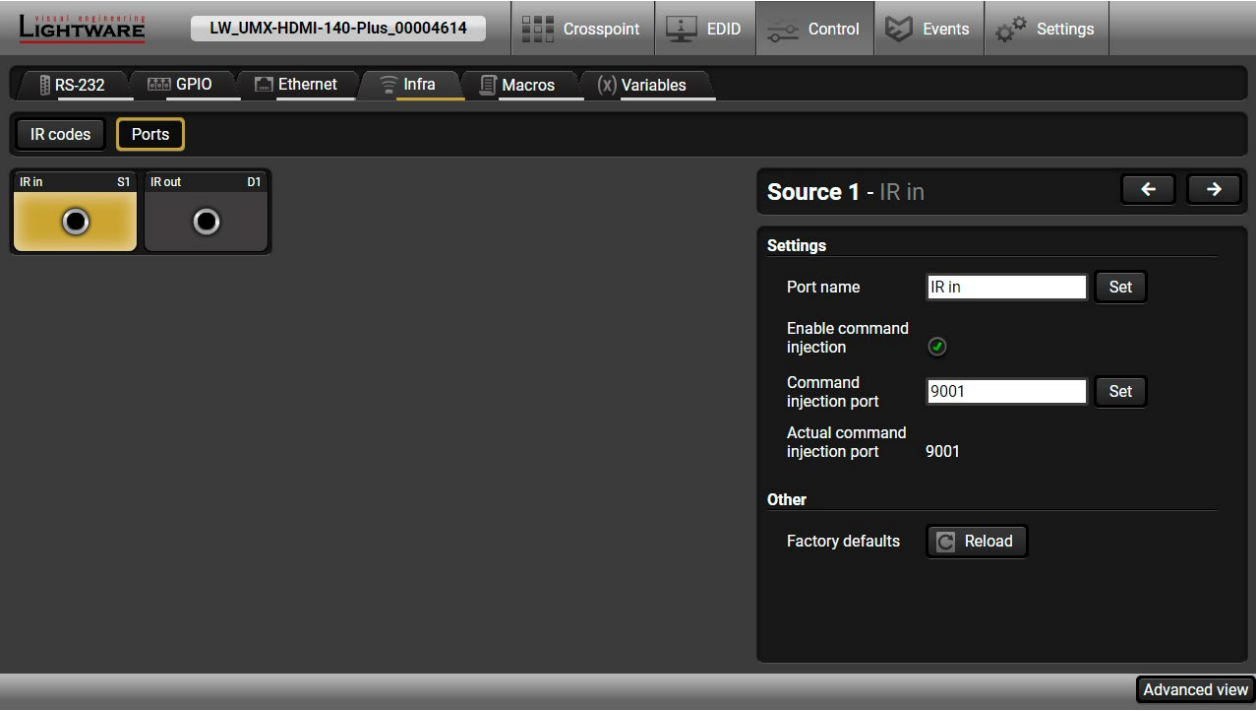 visual engineering
LIGHTWARE
LW_UMX-HDMI-140-Plus_00004614
Crosspoint
EDID
Control
Events
Settings
RS-232
GPIO
Ethernet
Infra
Macros
(x) Variables
IR codes
Ports
IR in S1
IR out D1
Source 1 - IR in
Settings
Port name
IR in
Set
Enable command
injection
Command
injection port
9001
Set
Actual command
injection port
9001
Other
Factory defaults
Reload
Advanced view